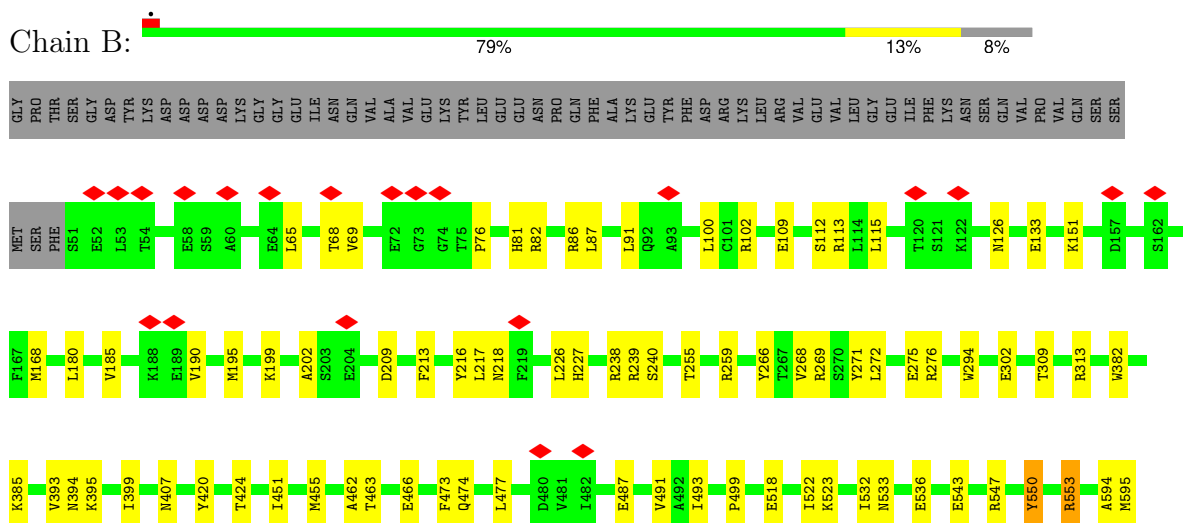 Chain B:
79% 13% 8%
GLY PRO THR SER GLY ASP TYR LYS ASP ASP ASP ASP LYS GLY GLY GLU ILE ASN GLN VAL ALA VAL GLU LYS TYR LEU GLU GLU ASN PRO GLN PHE ALA LYS GLU TYR PHE ASP ARG LYS LEU ARG VAL GLU VAL LEU GLY GLU ILE PHE LYS ASN SER GLN VAL PRO VAL GLN SER SER
MET SER PHE S51 E52 L53 T54 E58 S59 A60 E64 L65 T68 V69 E72 G73 G74 T75 P76 H81 R82 R86 L87 L91 Q92 A93 L100 C101 R102 E109 S112 R113 L114 L115 T120 S121 K122 N126 E133 K151 D157 S162
F167 M168 L180 V185 K188 E189 V190 M195 K199 A202 S203 E204 D209 F213 Y216 L217 N218 F219 L226 H227 R238 R239 S240 T255 R259 Y266 T267 V268 R269 S270 Y271 L272 E275 R276 W294 E302 T309 R313 W382
K385 V393 N394 K395 I399 N407 Y420 T424 I451 M455 A462 T463 E466 F473 Q474 L477 D480 V481 I482 E487 V491 A492 I493 P499 E518 I522 K523 I532 N533 E536 E543 R547 Y550 R553 A594 M595